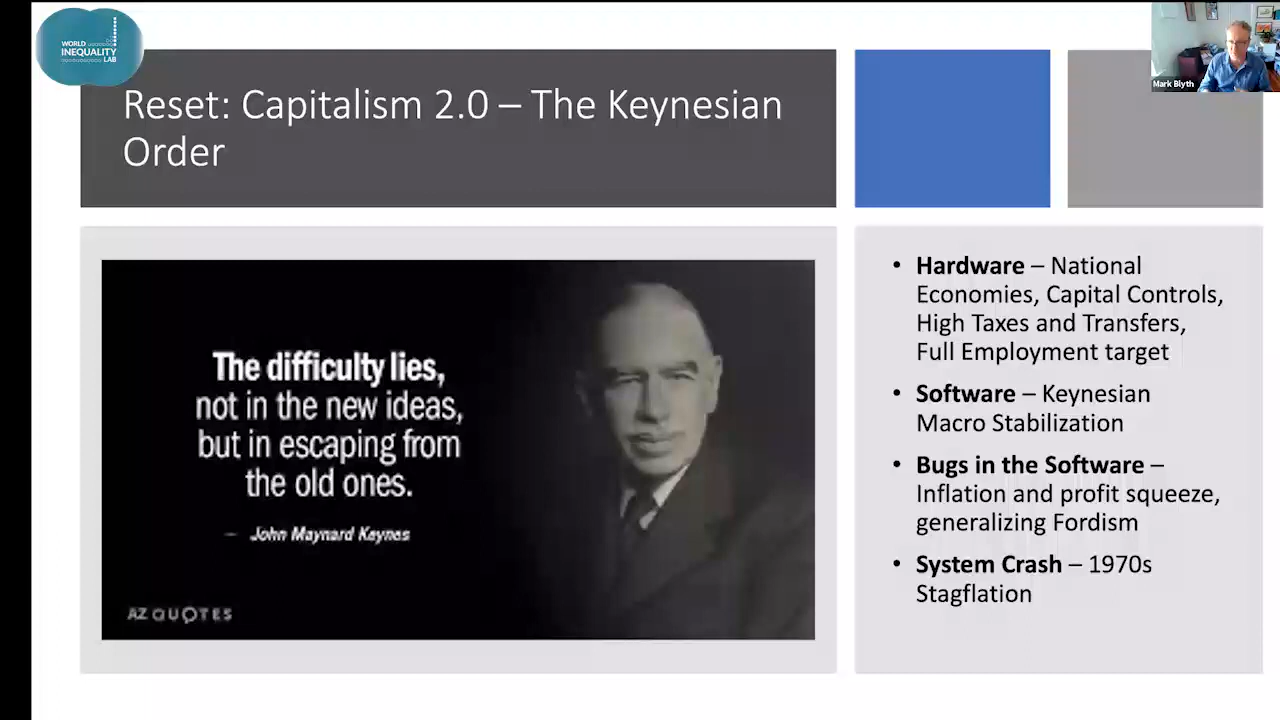 WORLD
INEQUALITY
LAB
Mark Blyth
Reset: Capitalism 2.0 – The Keynesian
Order
The difficulty lies,
not in the new ideas,
but in escaping from
the old ones.
— John Maynard Keynes
AZ QUOTES
• Hardware – National
Economies, Capital Controls,
High Taxes and Transfers,
Full Employment target
• Software – Keynesian
Macro Stabilization
• Bugs in the Software –
Inflation and profit squeeze,
generalizing Fordism
• System Crash – 1970s
Stagflation